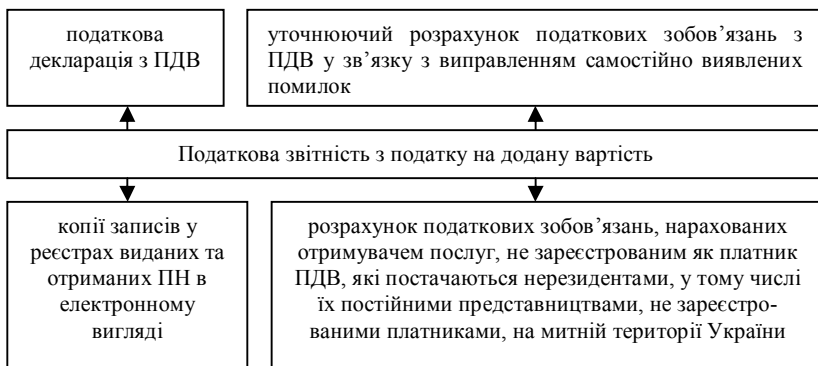 податкова
декларація з ПДВ
уточнюючий розрахунок податкових зобов’язань з
ПДВ у зв’язку з виправленням самостійно виявлених
помилок
Податкова звітність з податку на додану вартість
копії записів у
реєстрах виданих та
отриманих ПН в
електронному
вигляді
розрахунок податкових зобов’язань, нарахованих
отримувачем послуг, не зареєстрованим як платник
ПДВ, які постачаються нерезидентами, у тому числі
їх постійними представництвами, не зареєстро-
ваними платниками, на митній території України